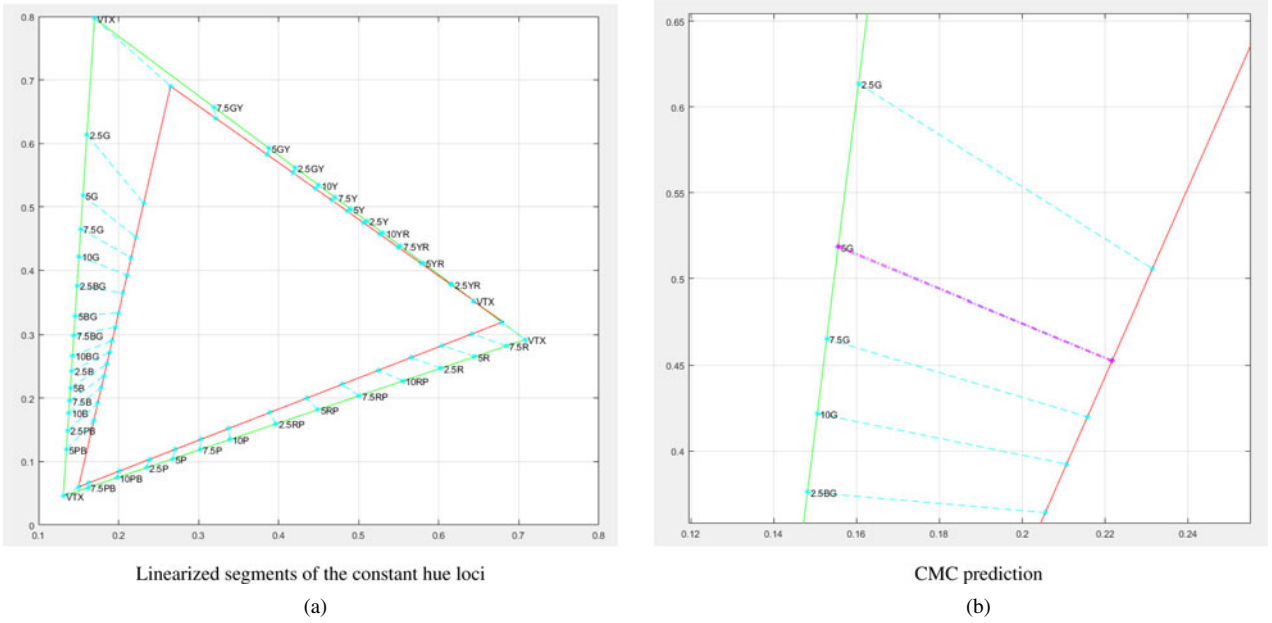 0.8
0.7
0.6
0.5
0.4
0.3
0.2
0.1
0
0.1
0.2
0.3
0.4
0.5
0.6
0.7
0.8
VTX
7.5GY
5GY
2.5GY
10Y
7.5Y
5Y
2.5Y
10YR
7.5YR
5YR
2.5YR
VTX
VTX
7.5R
5R
2.5R
10RP
7.5RP
5RP
2.5RP
10P
7.5P
5P
2.5P
10PB
7.5PB
VTX
2.5G
5G
7.5G
10G
2.5BG
5BG
7.5BG
10BG
2.5B
5B
7.5B
10B
2.5PB
5PB
Linearized segments of the constant hue loci
(a)
0.65
0.6
0.55
0.5
0.45
0.4
0.12
0.14
0.16
0.18
0.2
0.22
0.24
2.5G
5G
7.5G
10G
2.5BG
CMC prediction
(b)